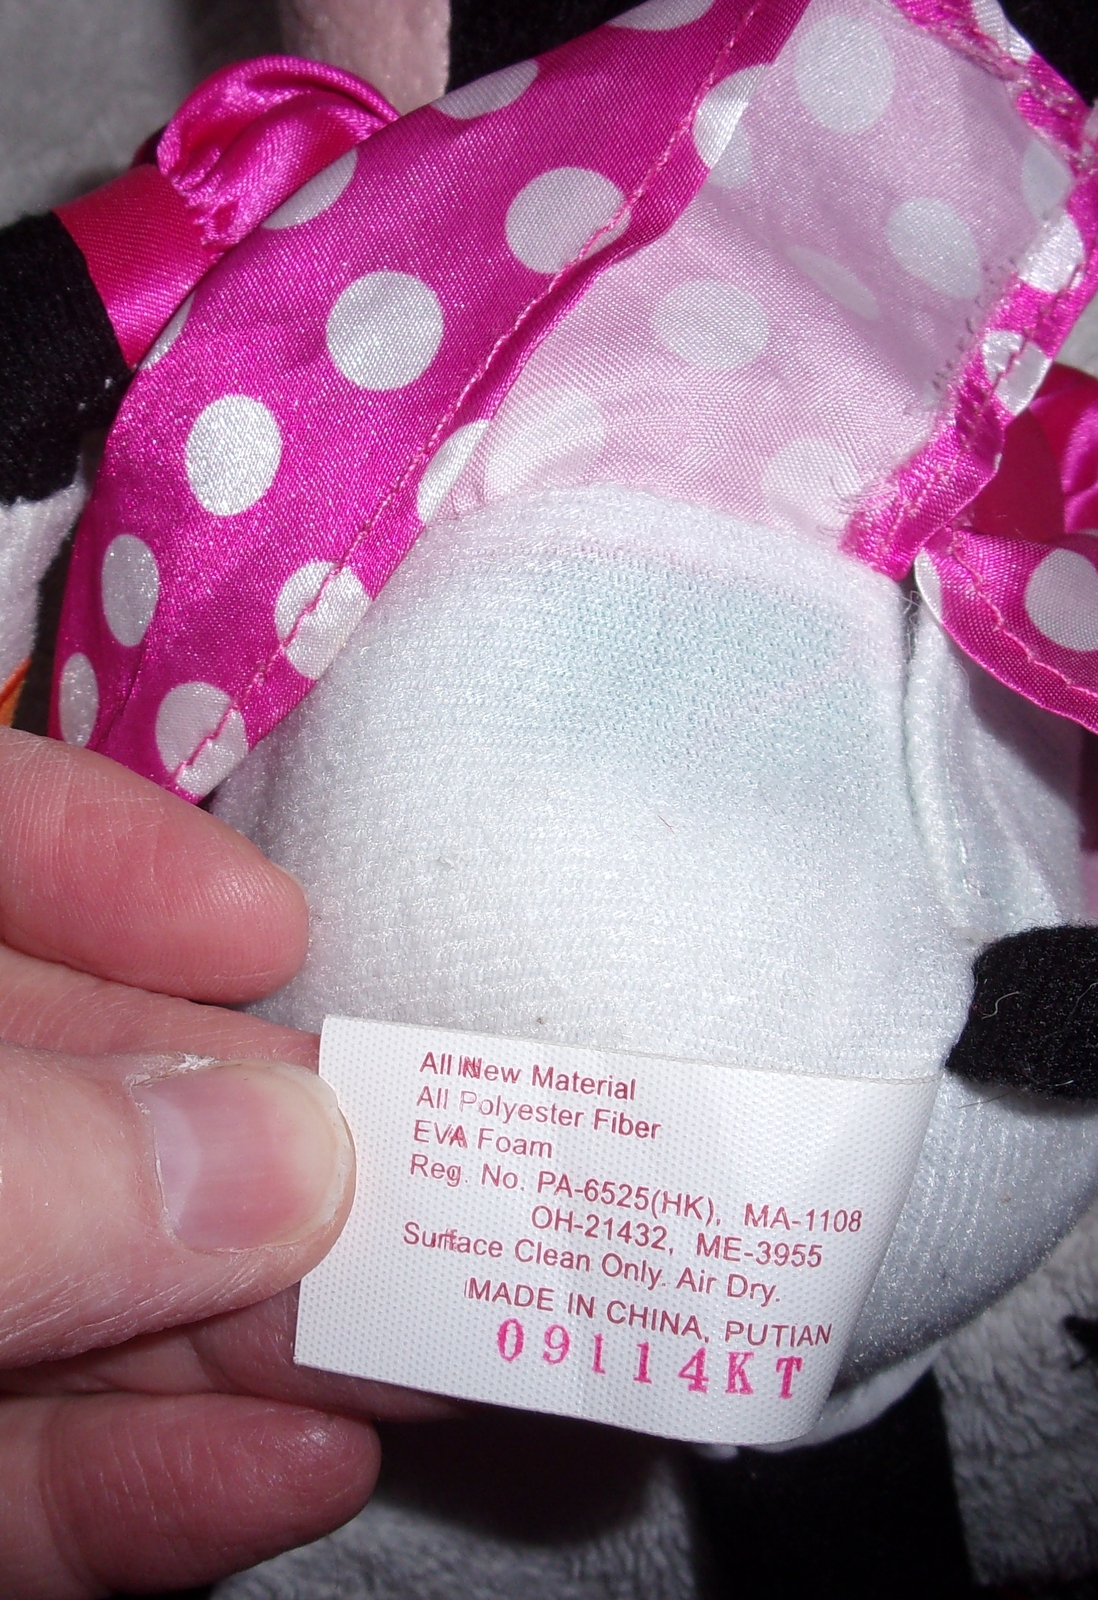 All New Material
All Polyester Fiber
EVA Foam
Reg. No. PA-6525(HK), MA-1108
OH-21432, ME-3955
Surface Clean Only. Air Dry.
MADE IN CHINA, PUTIAN
091114KT